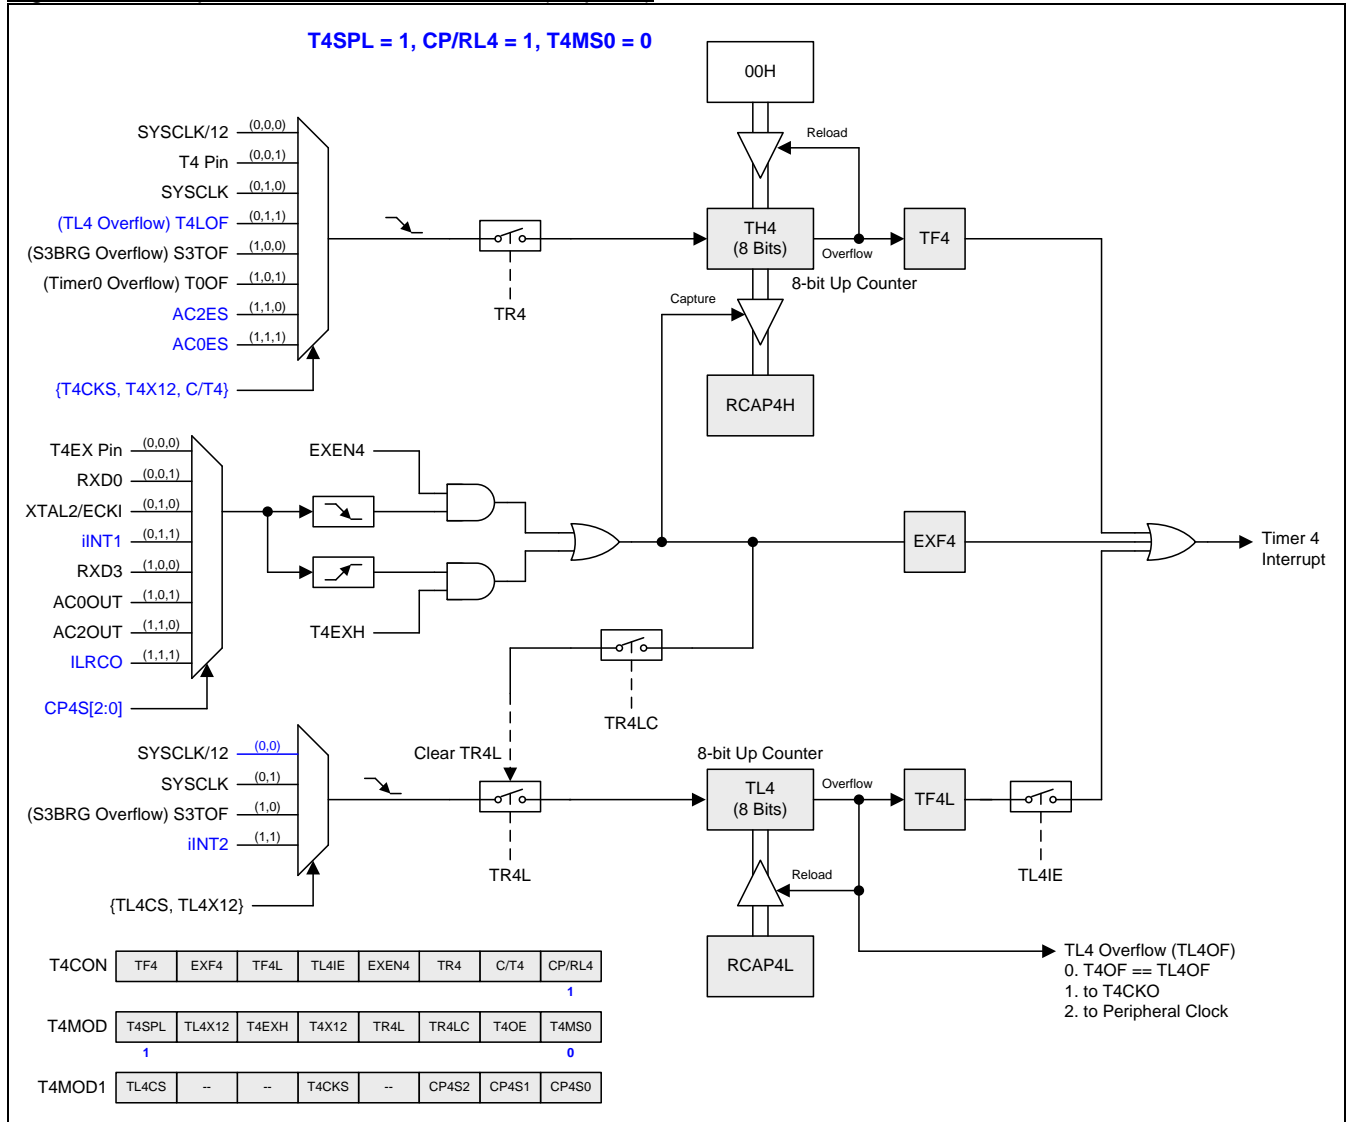 T4SPL = 1, CP/RL4 = 1, T4MS0 = 0
00H
Reload
SYSCLK/12 (0,0,0)
T4 Pin (0,0,1)
SYSCLK (0,1,0)
(TL4 Overflow) T4LOF (0,1,1)
(S3BRG Overflow) S3TOF (1,0,0)
(Timer0 Overflow) T0OF (1,0,1)
AC2ES (1,1,0)
AC0ES (1,1,1)
{T4CKS, T4X12, C/T4}
TR4
TH4
(8 Bits)
Overflow
TF4
8-bit Up Counter
Capture
RCAP4H
T4EX Pin (0,0,0)
RXD0 (0,0,1)
XTAL2/ECKI (0,1,0)
iINT1 (0,1,1)
RXD3 (1,0,0)
AC0OUT (1,0,1)
AC2OUT (1,1,0)
ILRCO (1,1,1)
CP4S[2:0]
EXEN4
T4EXH
EXF4
Timer 4
Interrupt
TR4LC
Clear TR4L
SYSCLK/12 (0,0)
SYSCLK (0,1)
(S3BRG Overflow) S3TOF (1,0)
iINT2 (1,1)
{TL4CS, TL4X12}
TR4L
8-bit Up Counter
TL4
(8 Bits)
Overflow
TF4L
TL4IE
Reload
RCAP4L
TL4 Overflow (TL4OF)
0. T4OF == TL4OF
1. to T4CKO
2. to Peripheral Clock
T4CON TF4 EXF4 TF4L TL4IE EXEN4 TR4 C/T4 CP/RL4
1
T4MOD T4SPL TL4X12 T4EXH T4X12 TR4L TR4LC T4OE T4MS0
1 0
T4MOD1 TL4CS -- -- T4CKS -- CP4S2 CP4S1 CP4S0